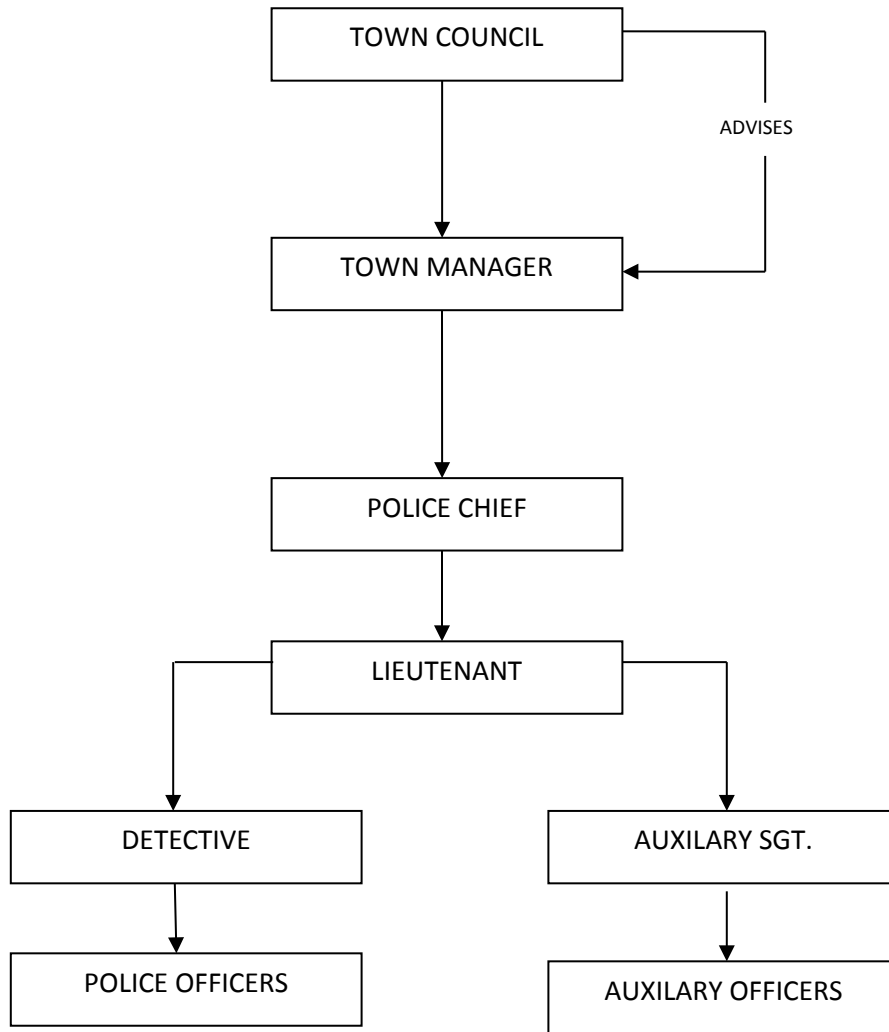 TOWN COUNCIL
ADVISES
TOWN MANAGER
POLICE CHIEF
LIEUTENANT
DETECTIVE
AUXILARY SGT.
POLICE OFFICERS
AUXILARY OFFICERS